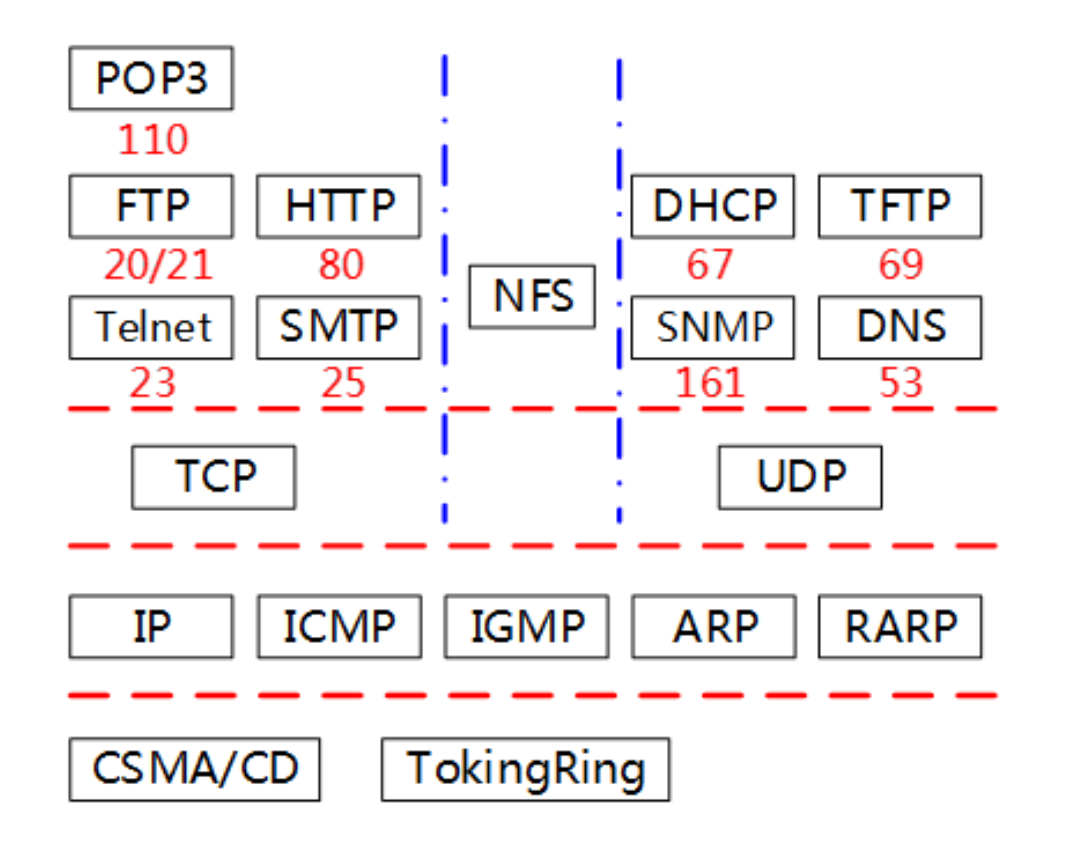 POP3
110
FTP HTTP DHCP TFTP
20/21 80 67 69
NFS
Telnet SMTP SNMP DNS
23 25 161 53
TCP UDP
IP ICMP IGMP ARP RARP
CSMA/CD TokingRing